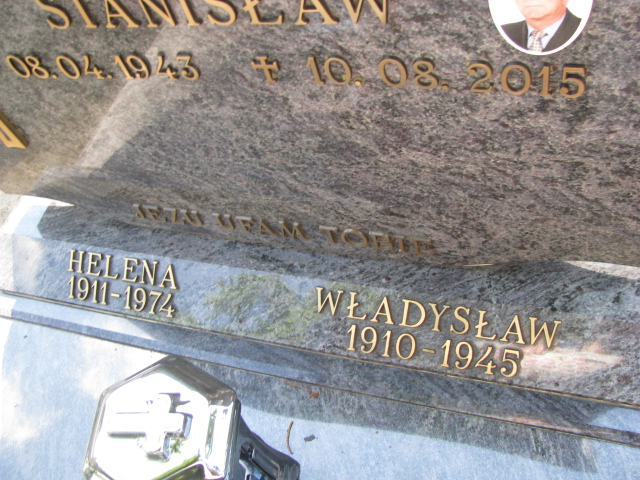 STANISŁAW
08.04.1943 † 10.08.2015
JEZU UFAM TOBIE
HELENA
1911-1974
WŁADYSŁAW
1910-1945